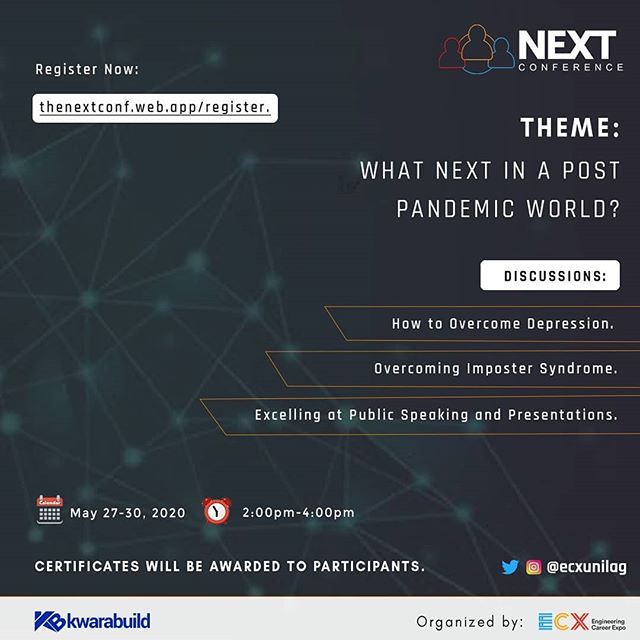 NEXT
CONFERENCE
Register Now:
thenextconf.web.app/register.
THEME:
WHAT NEXT IN A POST
PANDEMIC WORLD?
DISCUSSIONS:
How to Overcome Depression.
Overcoming Imposter Syndrome.
Excelling at Public Speaking and Presentations.
Calendar
May 27-30, 2020
2:00pm-4:00pm
CERTIFICATES WILL BE AWARDED TO PARTICIPANTS.
@ecxunilag
kwarabuild
Organized by:
ECX
Engineering
Career Expo